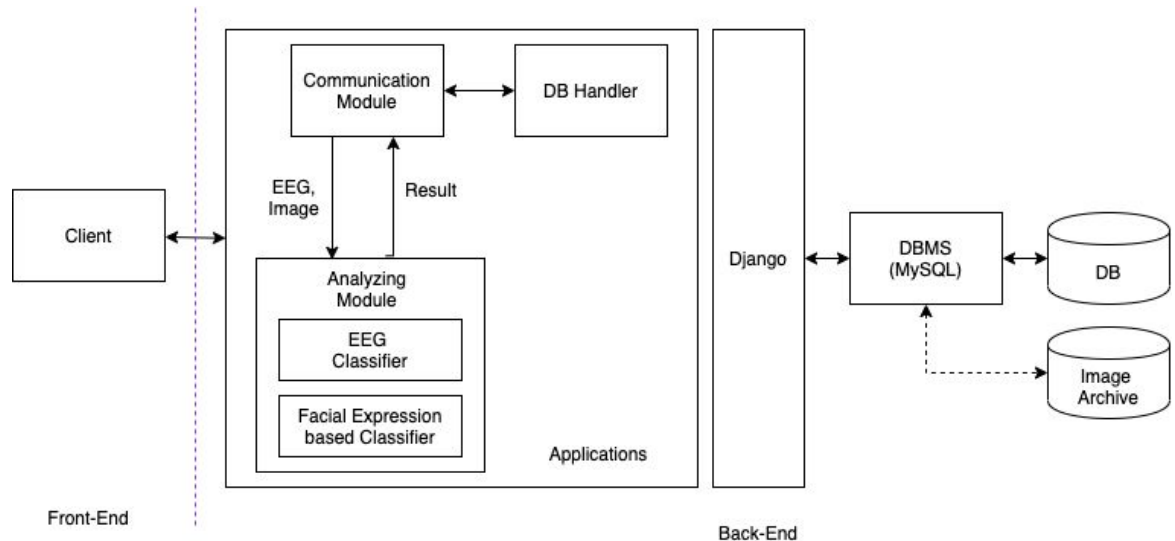 Communication
Module
DB Handler
EEG,
Image
Result
Client
Analyzing
Module
EEG
Classifier
Facial Expression
based Classifier
Applications
Django
DBMS
(MySQL)
DB
Image
Archive
Front-End
Back-End